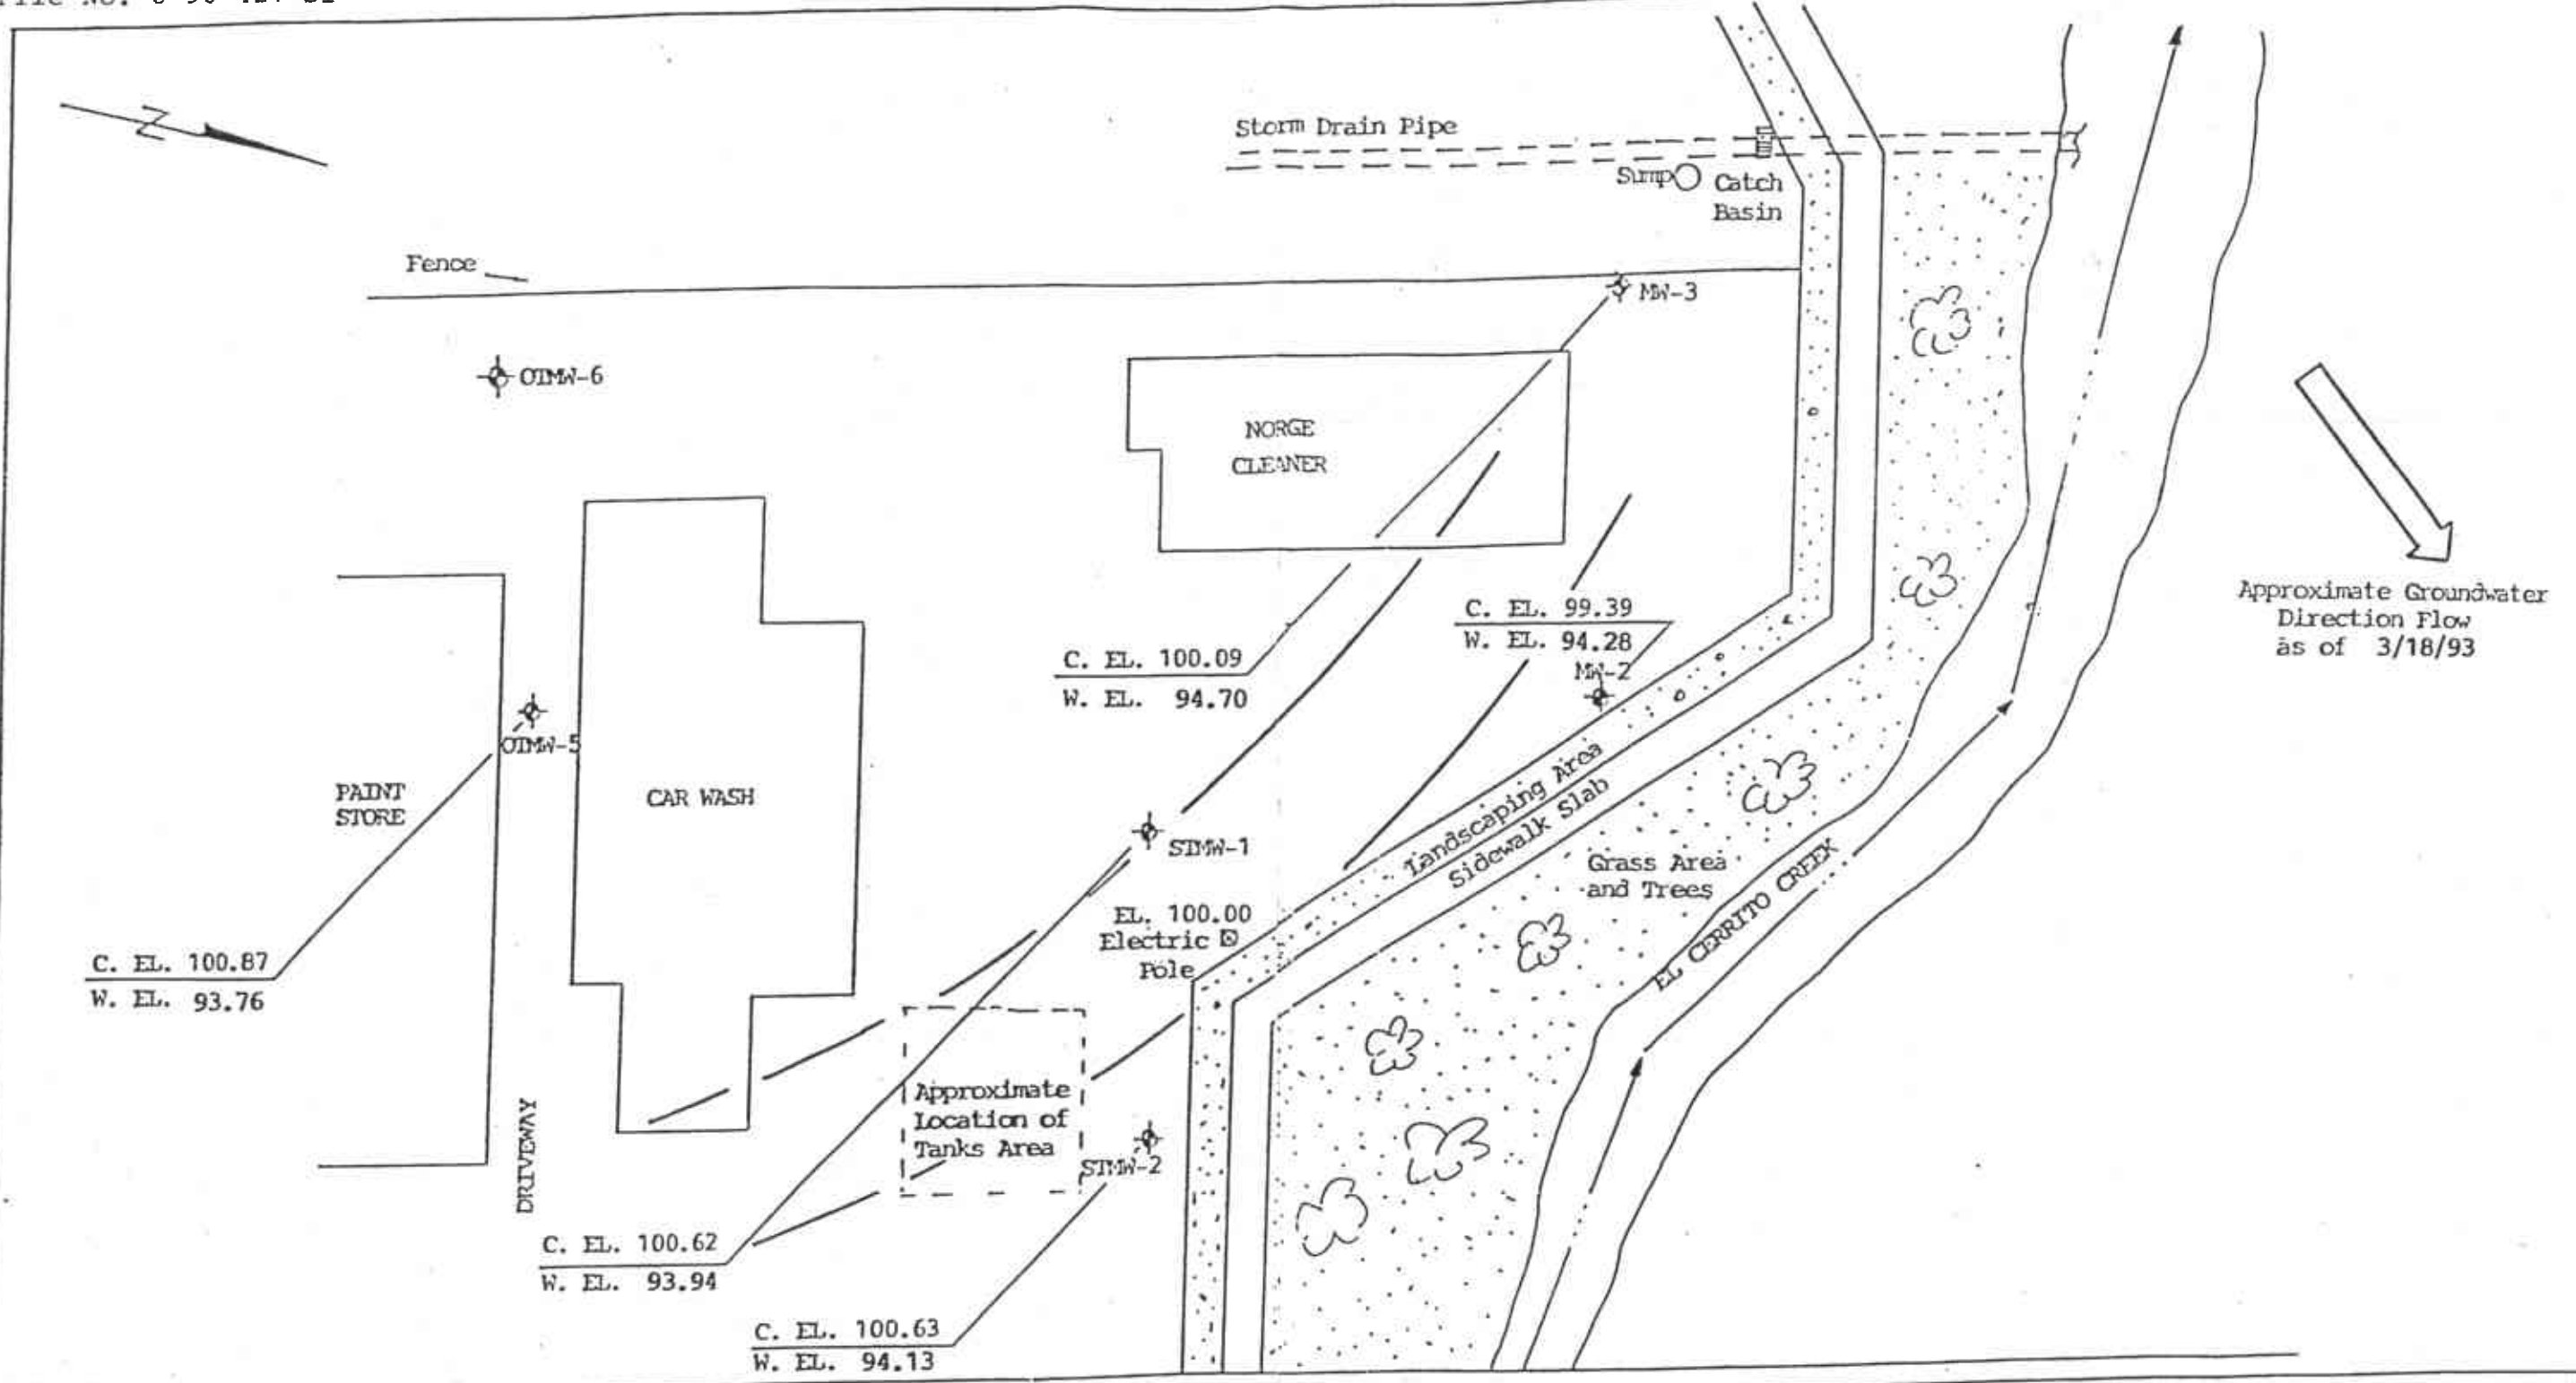 File No.
Z
Storm Drain Pipe
Sump
Catch
Basin
Fence
MW-3
OTMW-6
NORGE
CLEANER
Approximate Groundwater
Direction Flow
as of 3/18/93
C. EL. 99.39
W. EL. 94.28
MW-2
C. EL. 100.09
W. EL. 94.70
OTMW-5
PAINT
STORE
CAR WASH
STMW-1
Landscaping Area
Sidewalk Slab
Grass Area
and Trees
EL CERRITO CREEK
EL. 100.00
Electric
Pole
C. EL. 100.87
W. EL. 93.76
Approximate
Location of
Tanks Area
STMW-2
DRIVEWAY
C. EL. 100.62
W. EL. 93.94
C. EL. 100.63
W. EL. 94.13